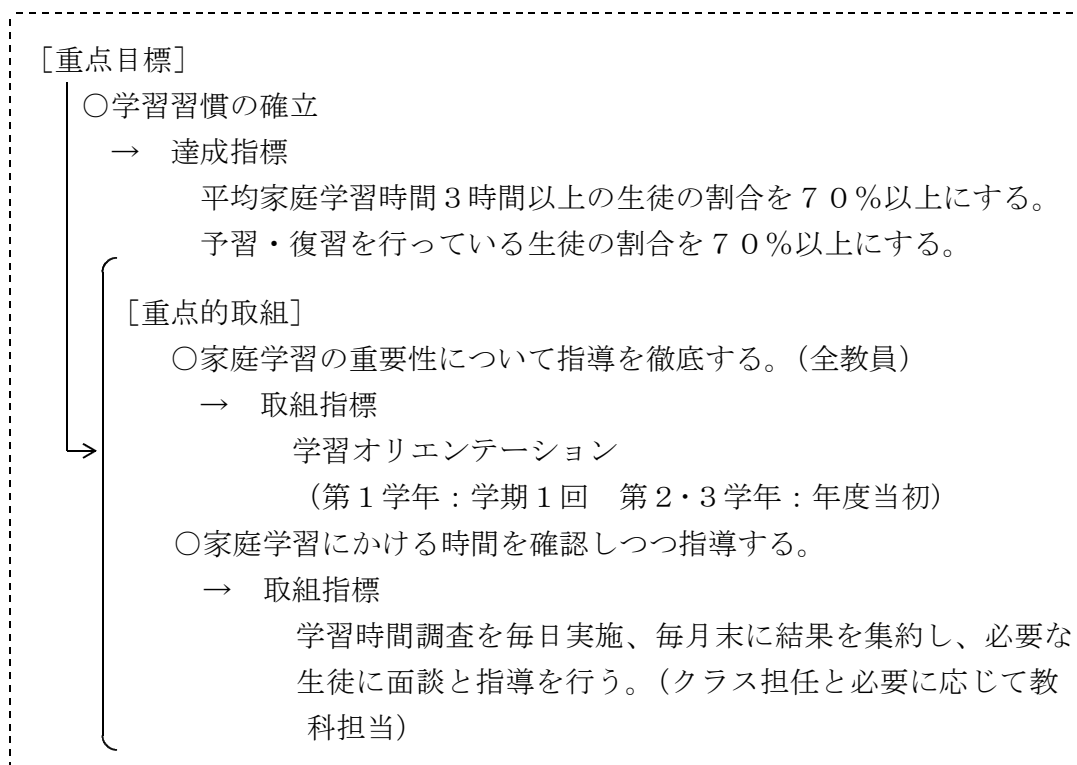 ［重点目標］
○学習習慣の確立
→　達成指標
平均家庭学習時間３時間以上の生徒の割合を７０％以上にする。
予習・復習を行っている生徒の割合を７０％以上にする。
［重点的取組］
○家庭学習の重要性について指導を徹底する。（全教員）
→　取組指標
学習オリエンテーション
（第１学年：学期１回　第２・３学年：年度当初）
○家庭学習にかける時間を確認しつつ指導する。
→　取組指標
学習時間調査を毎日実施、毎月末に結果を集約し、必要な
生徒に面談と指導を行う。（クラス担任と必要に応じて教
科担当）